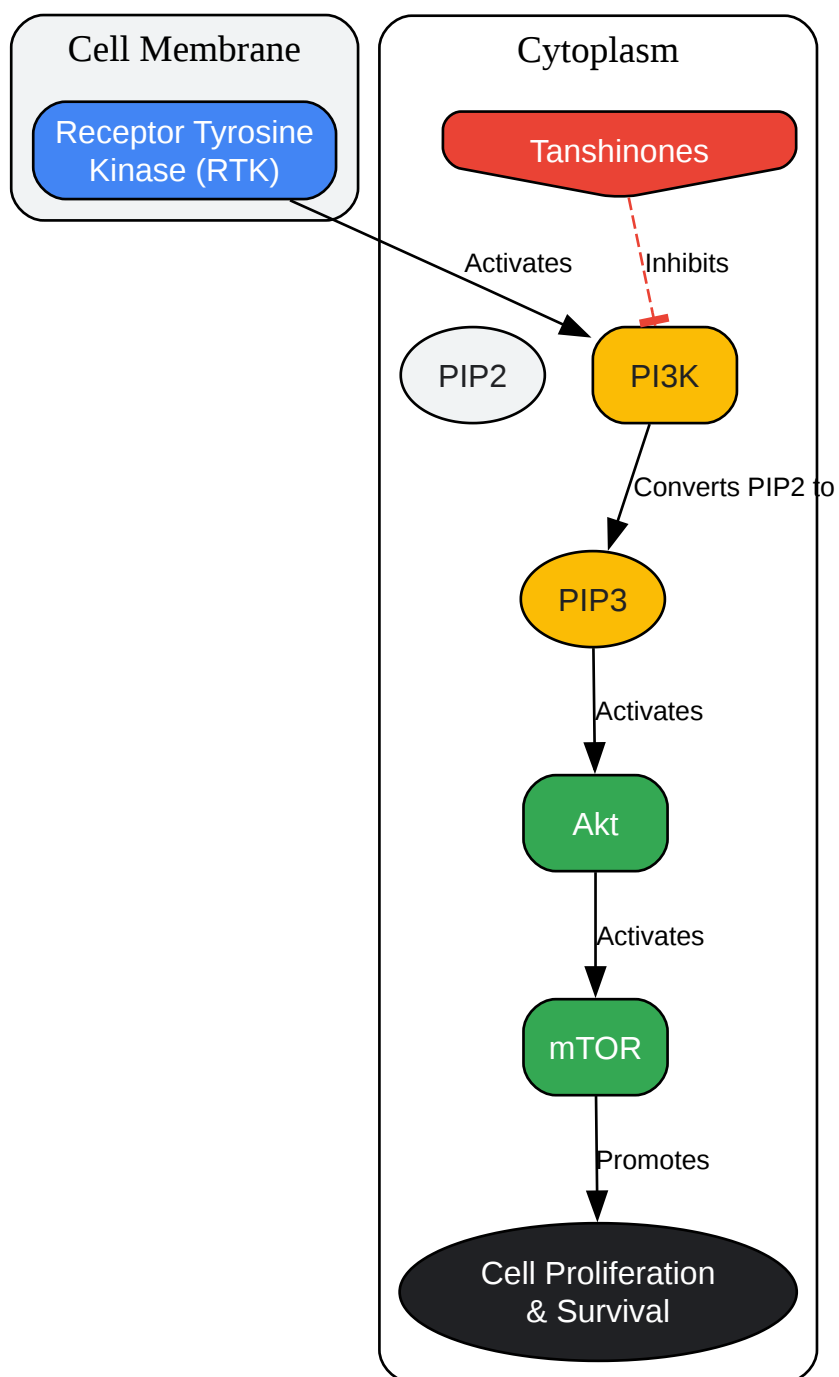 Cell Membrane
Receptor Tyrosine
Kinase (RTK)
Cytoplasm
Tanshinones
Activates
Inhibits
PIP2
PI3K
Converts PIP2 to
PIP3
Activates
Akt
Activates
mTOR
Promotes
Cell Proliferation
& Survival